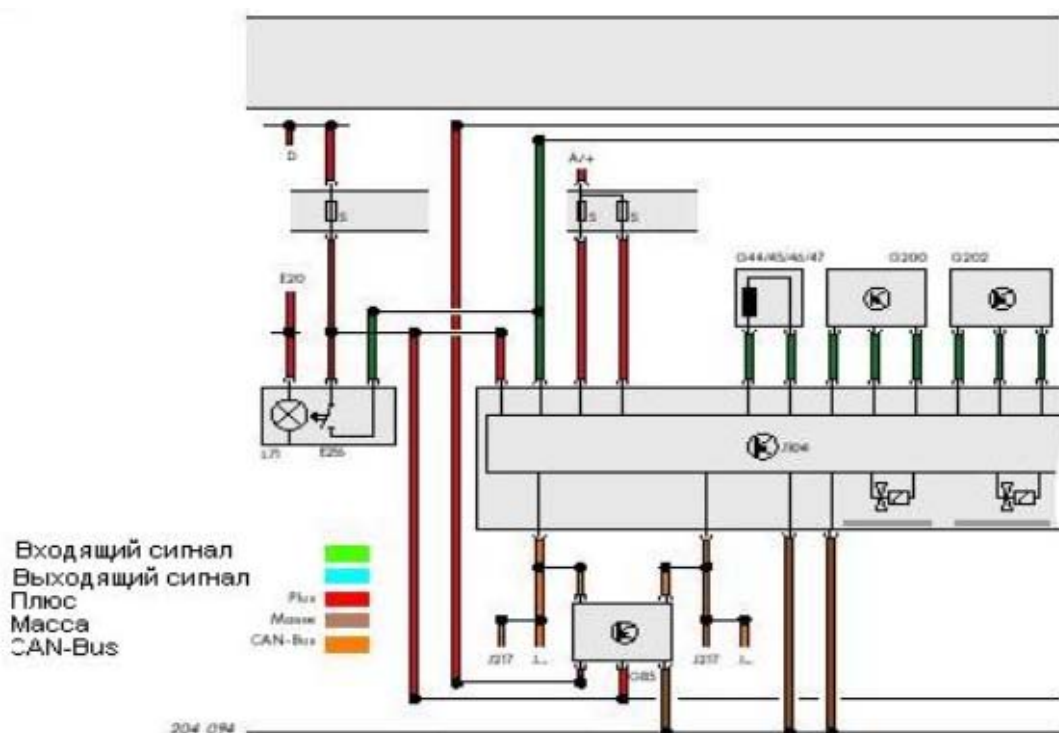 D
A/+
S
S
S
G44/45/46/47
G200
G202
E20
L71
E256
J104
Входящий сигнал
Выходящий сигнал
Плюс
Plus
Масса
Masse
CAN-Bus
CAN-Bus
J217
J...
J217
J...
G85
204_094